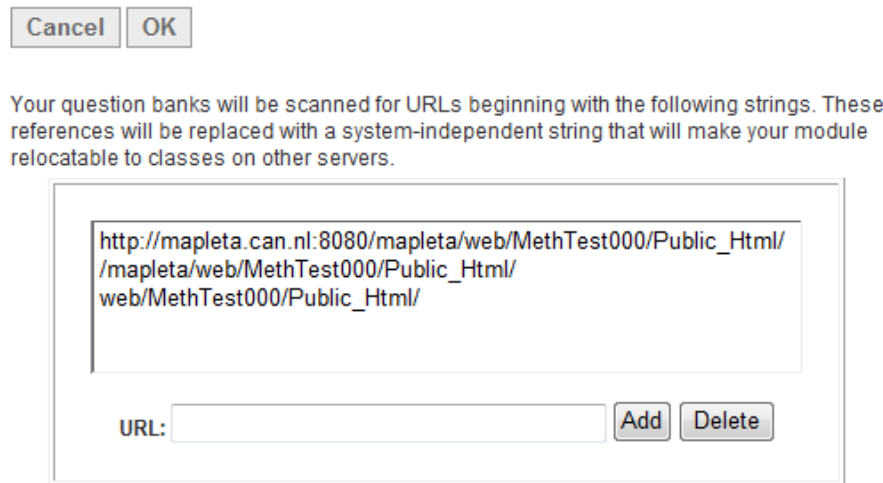 Cancel OK
Your question banks will be scanned for URLs beginning with the following strings. These
references will be replaced with a system-independent string that will make your module
relocatable to classes on other servers.
http://mapleta.can.nl:8080/mapleta/web/MethTest000/Public_Html/
/mapleta/web/MethTest000/Public_Html/
web/MethTest000/Public_Html/
URL: Add Delete